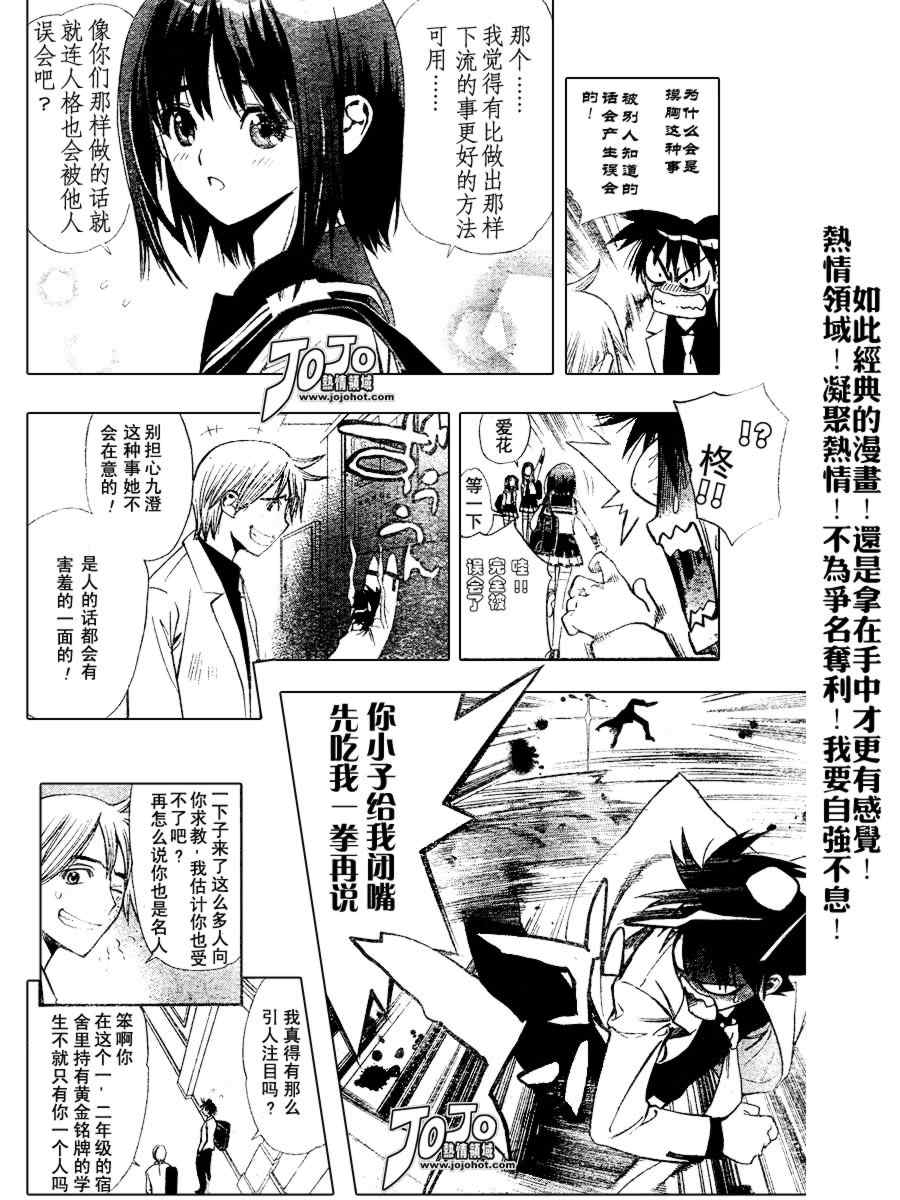 为什么会是
摸胸这种事
被别人知道的
话会产生误会
的!
那个……
我觉得有比做出那样
下流的事更好的方法
可用……
像你们那样做的话就
就连人格也会被他人
误会吧?
JOJO
熱情領域
www.jojohot.com
!?
柊!!
爱花
等一下
哇!!
完全被
误会了
别担心九澄
这种事她不
会在意的!
是人的话都会有
害羞的一面的!
你小子给我闭嘴
先吃我一拳再说
一下子来了这么多人向
你求教,我估计你也受
不了吧?
再怎么说你也是名人
我真得有那么
引人注目吗?
笨啊你
在这个一,二年级的宿
舍里持有黄金铭牌的学
生不就只有你一个人吗
JOJO
熱情領域
www.jojohot.com
如此經典的漫畫!還是拿在手中才更有感覺!
熱情領域!凝聚熱情!不為爭名奪利!我要自強不息!